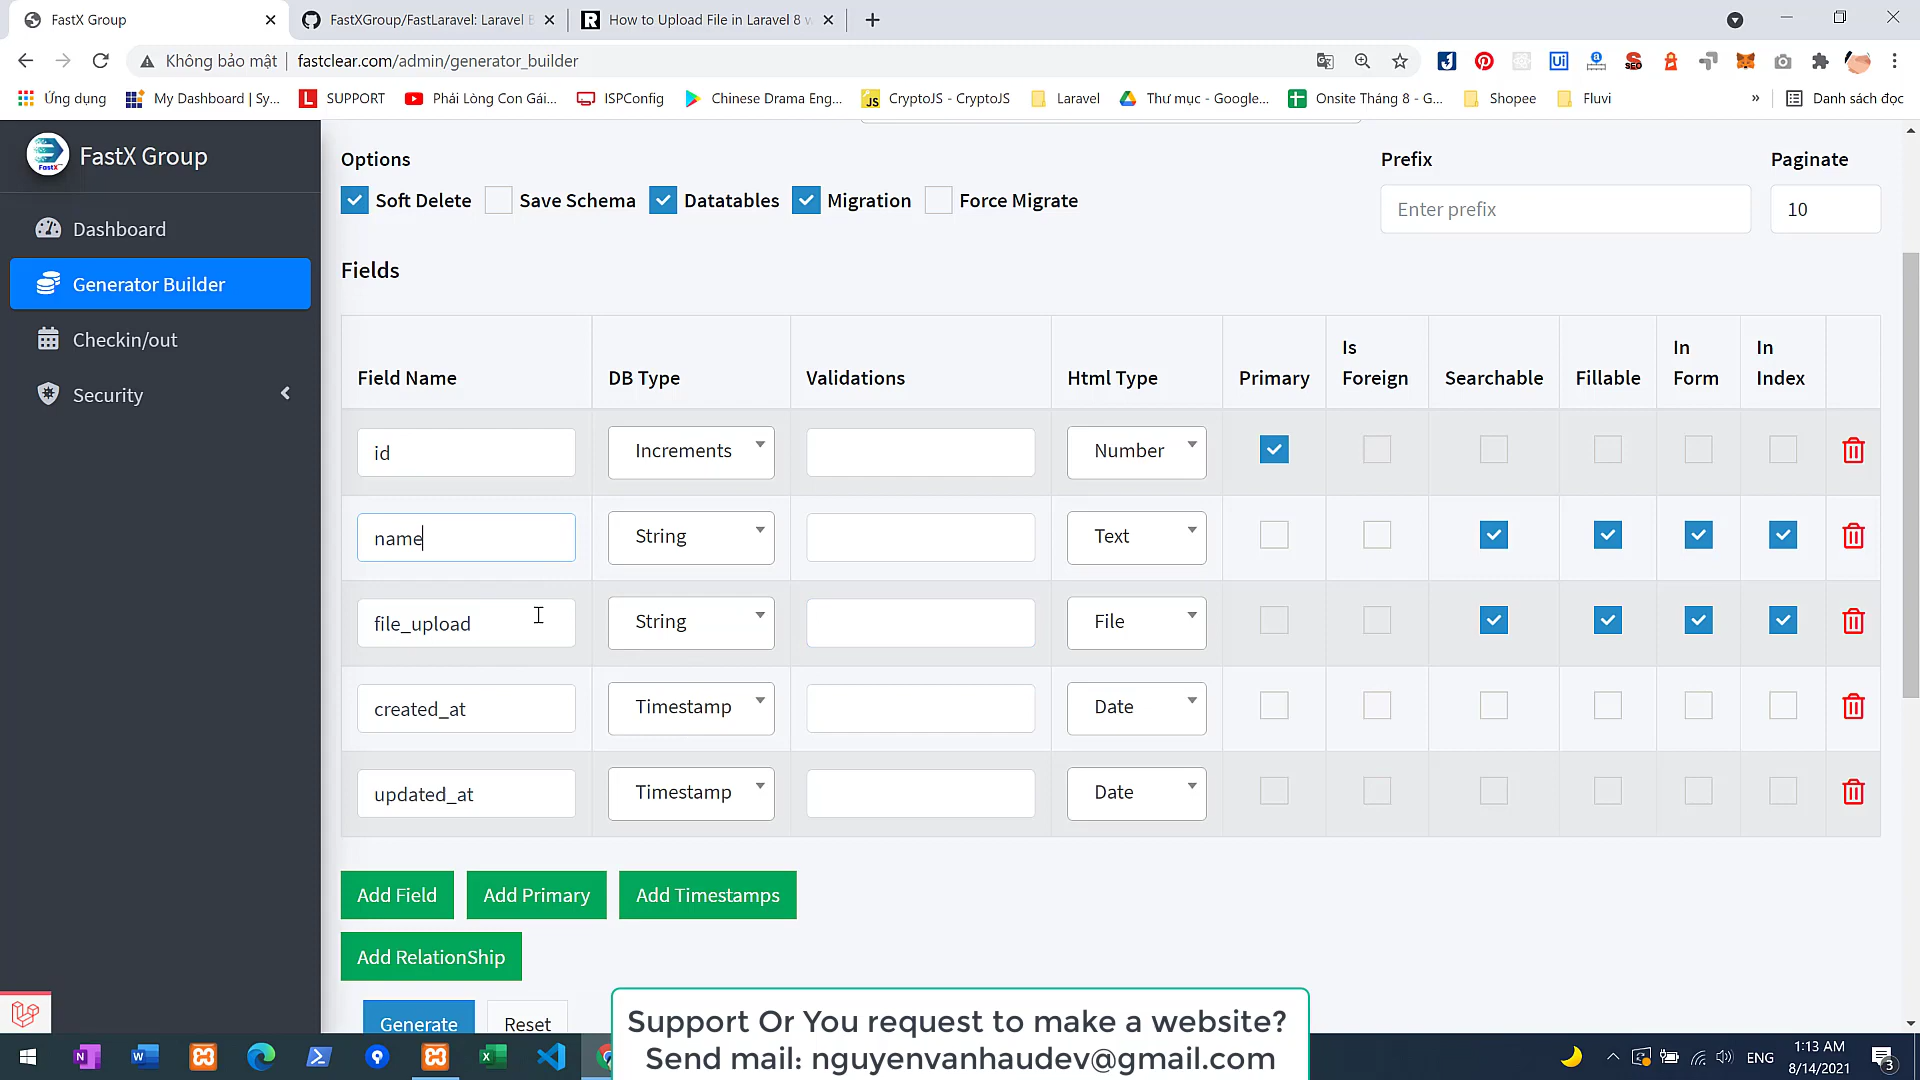 FastX Group
FastXGroup/FastLaravel: Laravel
How to Upload File in Laravel 8
Không bảo mật
fastclear.com/admin/generator_builder
Ứng dụng
My Dashboard | Sy...
SUPPORT
Phải Lòng Con Gái...
ISPConfig
Chinese Drama Eng...
CryptoJS - CryptoJS
Laravel
Thư mục - Google...
Onsite Tháng 8 - G...
Shopee
Fluvi
»
Danh sách đọc
FastX Group
Dashboard
Generator Builder
Checkin/out
Security
Options
Prefix
Paginate
Soft Delete
Save Schema
Datatables
Migration
Force Migrate
Enter prefix
10
Fields
Field Name
DB Type
Validations
Html Type
Primary
Is Foreign
Searchable
Fillable
In Form
In Index
id
Increments
Number
name
String
Text
file_upload
String
File
created_at
Timestamp
Date
updated_at
Timestamp
Date
Add Field
Add Primary
Add Timestamps
Add RelationShip
Generate
Reset
Support Or You request to make a website?
Send mail: nguyenvanhaudev@gmail.com
ENG
1:13 AM
8/14/2021
3